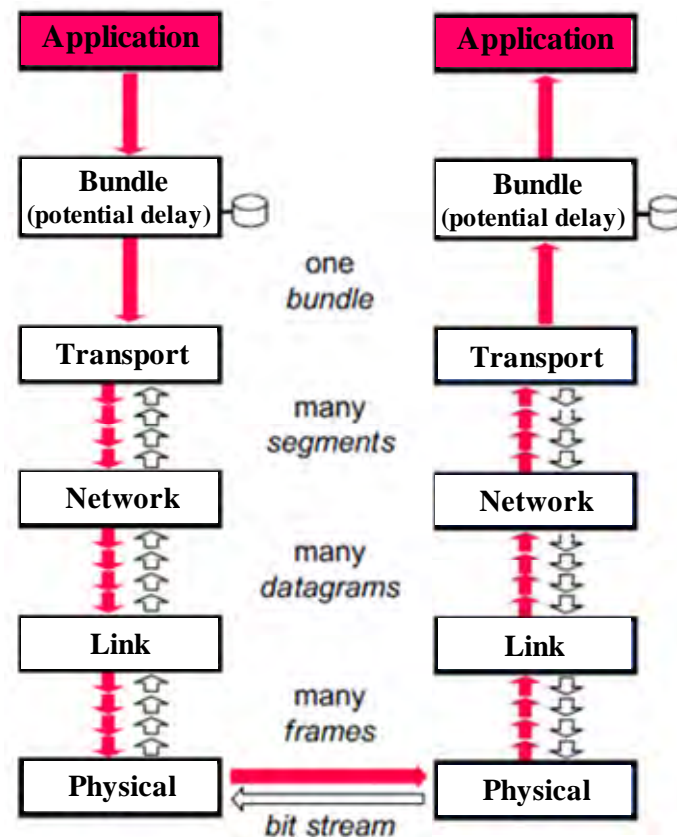 Application
Application
Bundle
(potential delay)
Bundle
(potential delay)
one
bundle
Transport
Transport
many
segments
Network
Network
many
datagrams
Link
Link
many
frames
Physical
Physical
bit stream